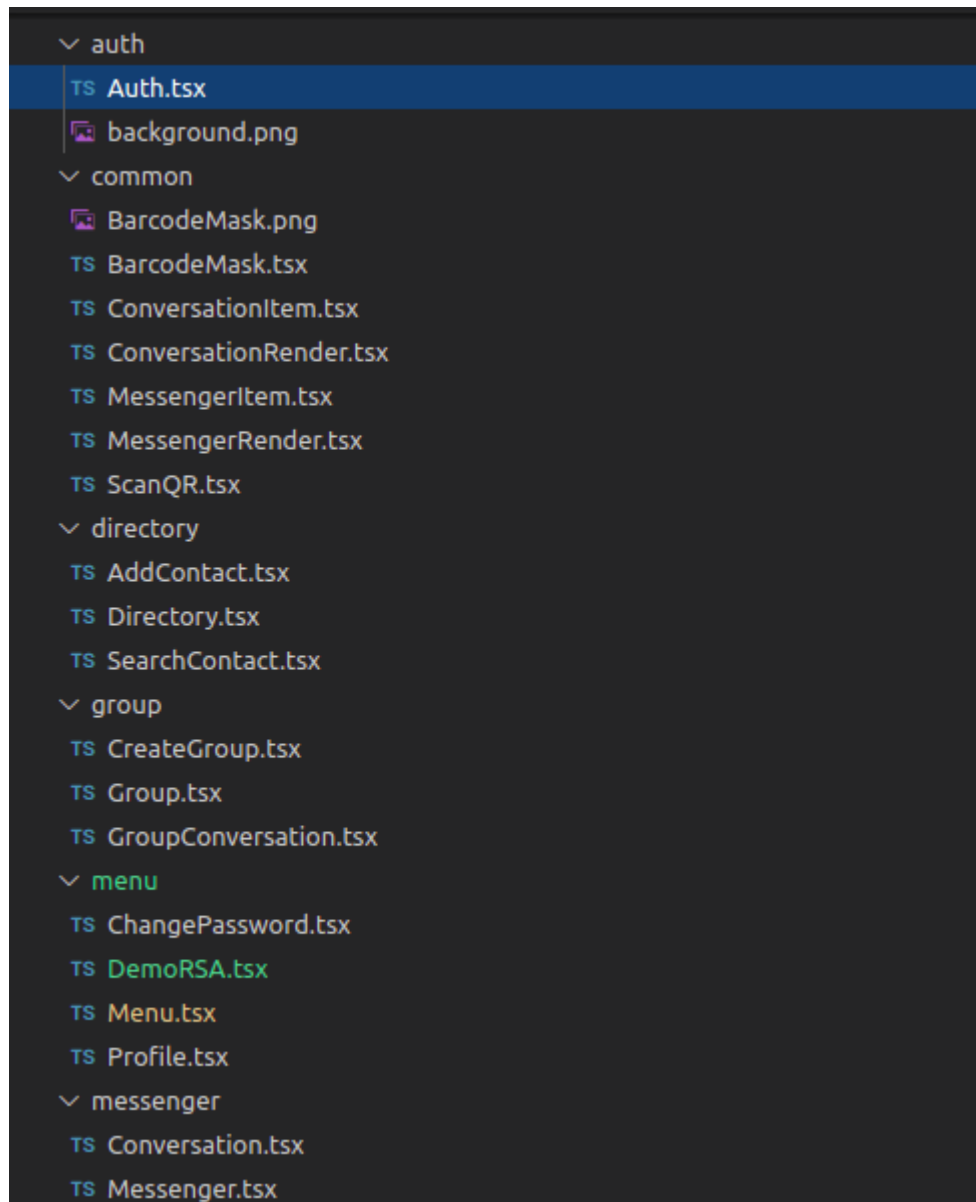 auth
TS Auth.tsx
background.png
common
BarcodeMask.png
TS BarcodeMask.tsx
TS ConversationItem.tsx
TS ConversationRender.tsx
TS MessengerItem.tsx
TS MessengerRender.tsx
TS ScanQR.tsx
directory
TS AddContact.tsx
TS Directory.tsx
TS SearchContact.tsx
group
TS CreateGroup.tsx
TS Group.tsx
TS GroupConversation.tsx
menu
TS ChangePassword.tsx
TS DemoRSA.tsx
TS Menu.tsx
TS Profile.tsx
messenger
TS Conversation.tsx
TS Messenger.tsx